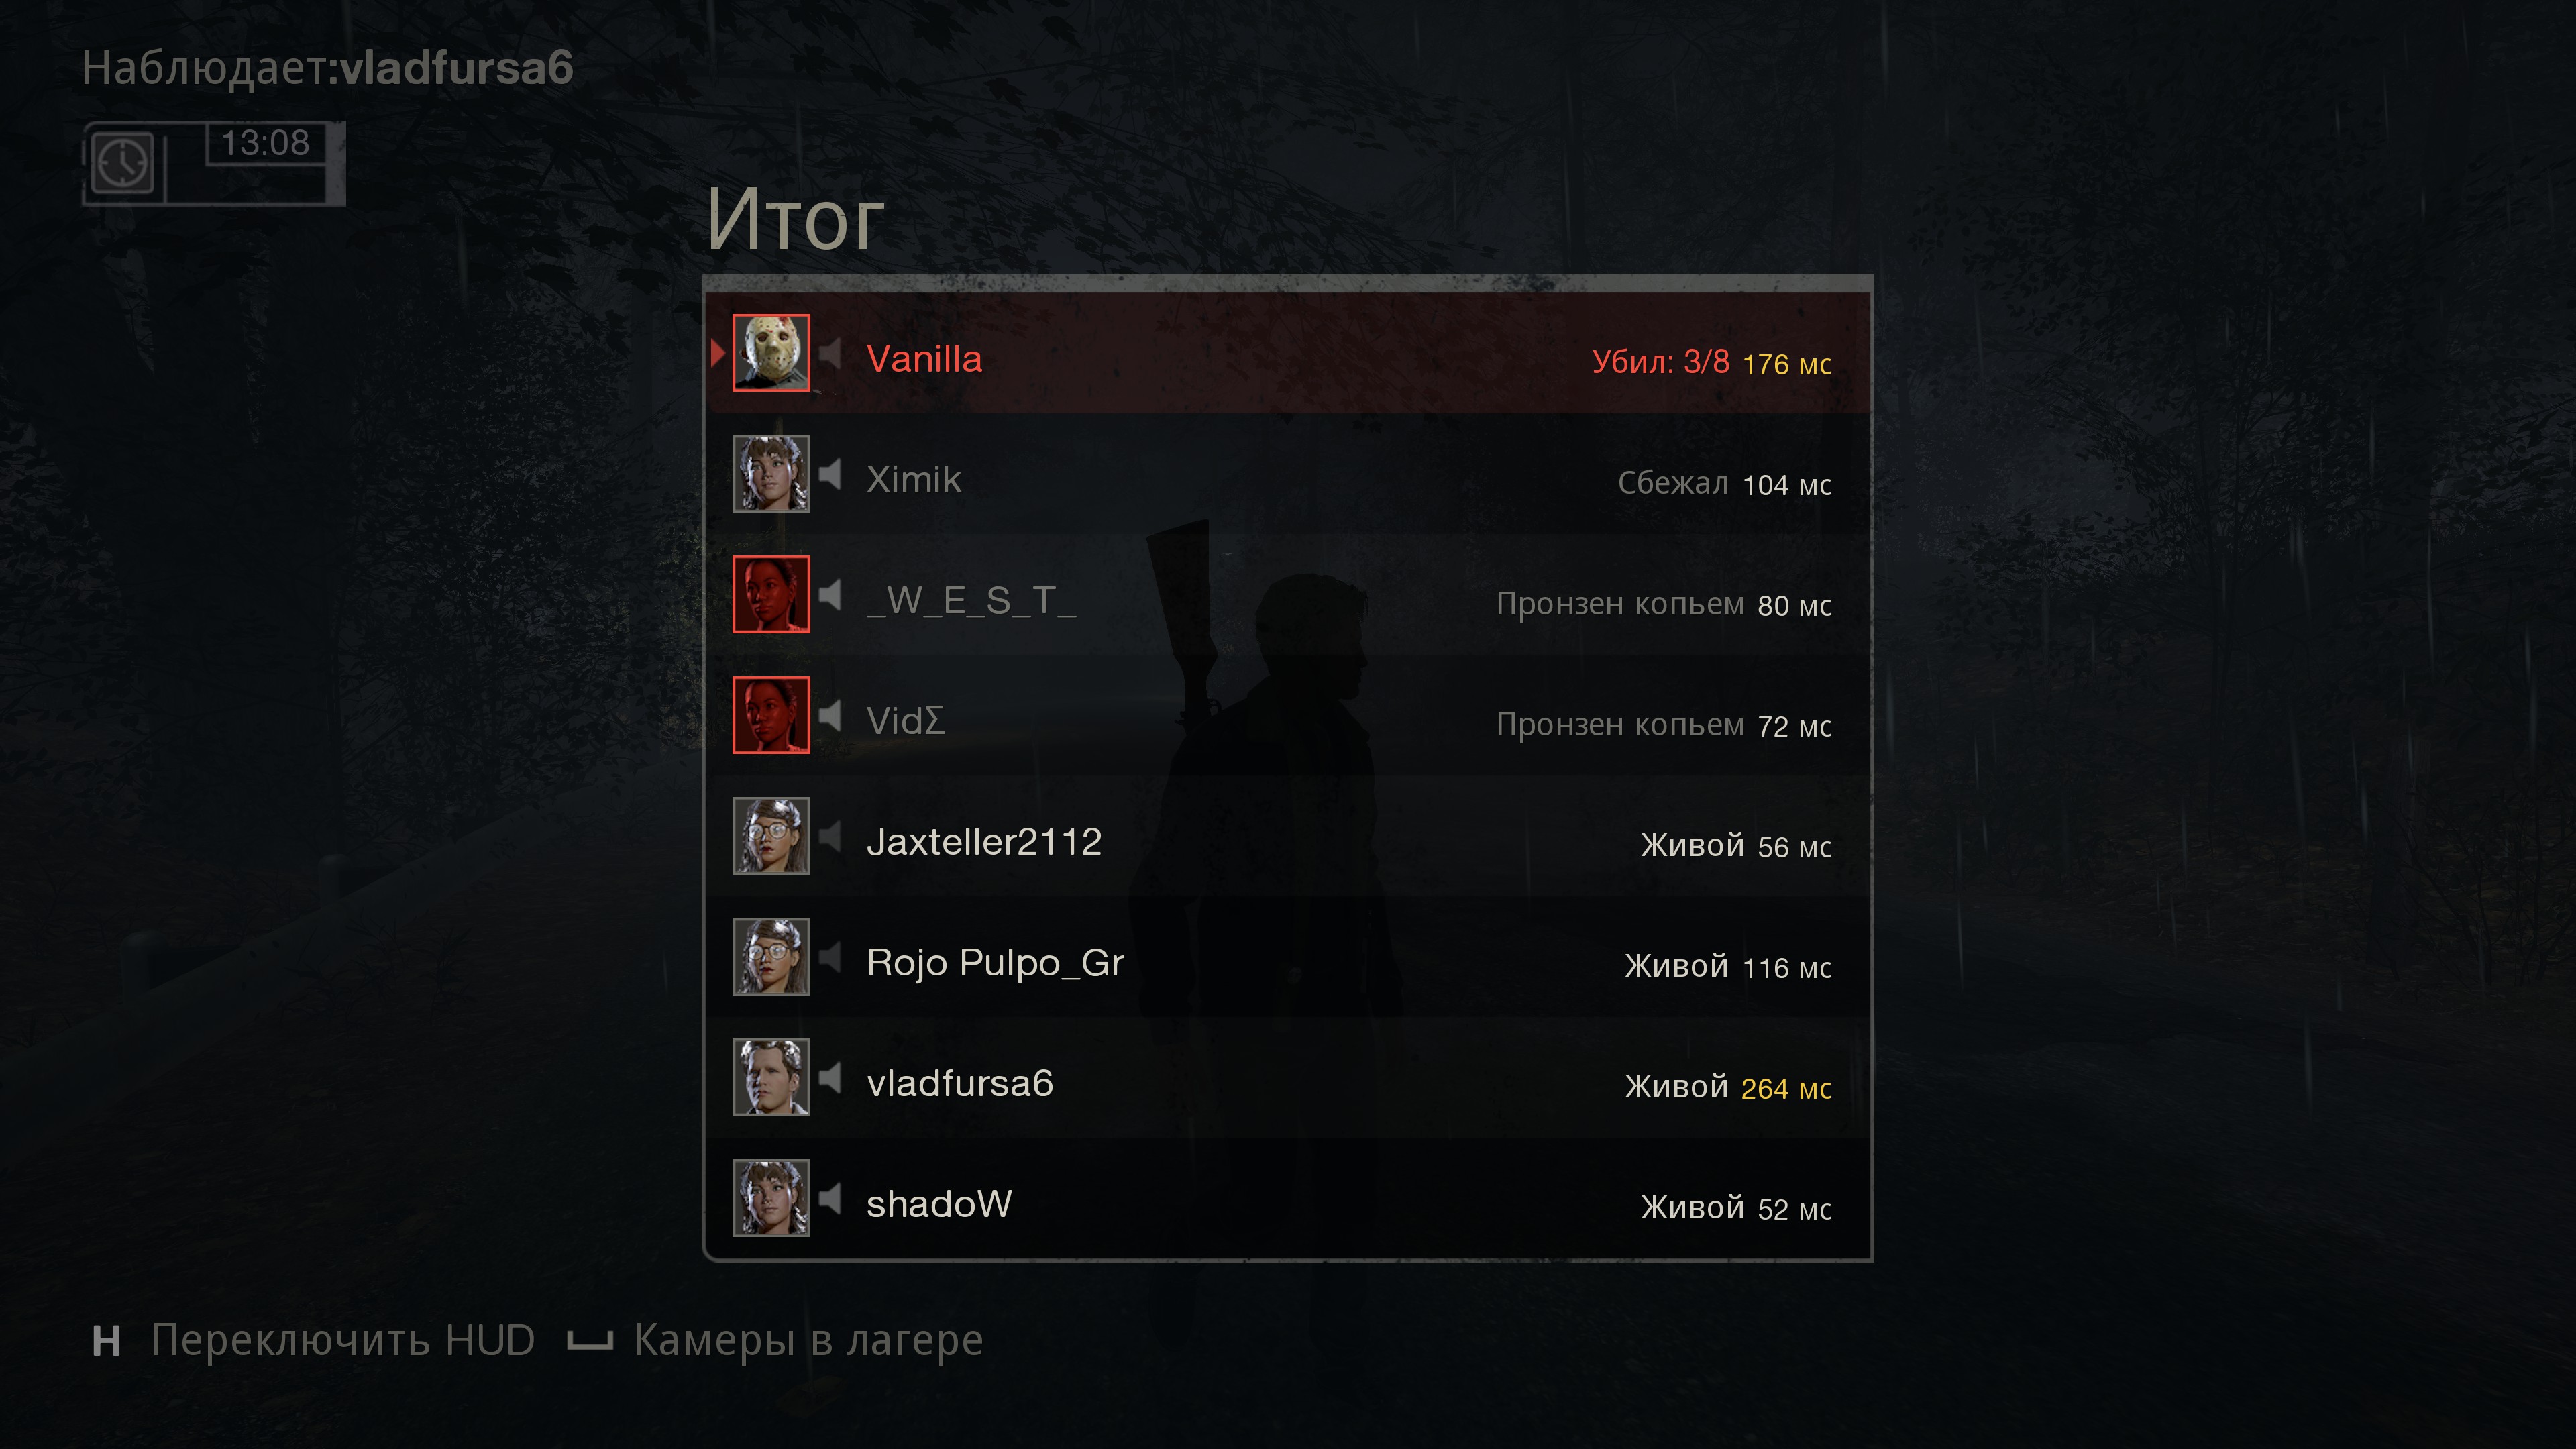 Наблюдает:vladfursa6
13:08
Итог
Vanilla Убил: 3/8 176 мс
Ximik Сбежал 104 мс
_W_E_S_T_ Пронзен копьем 80 мс
VidΣ Пронзен копьем 72 мс
Jaxteller2112 Живой 56 мс
Rojo Pulpo_Gr Живой 116 мс
vladfursa6 Живой 264 мс
shadoW Живой 52 мс
H Переключить HUD Камеры в лагере